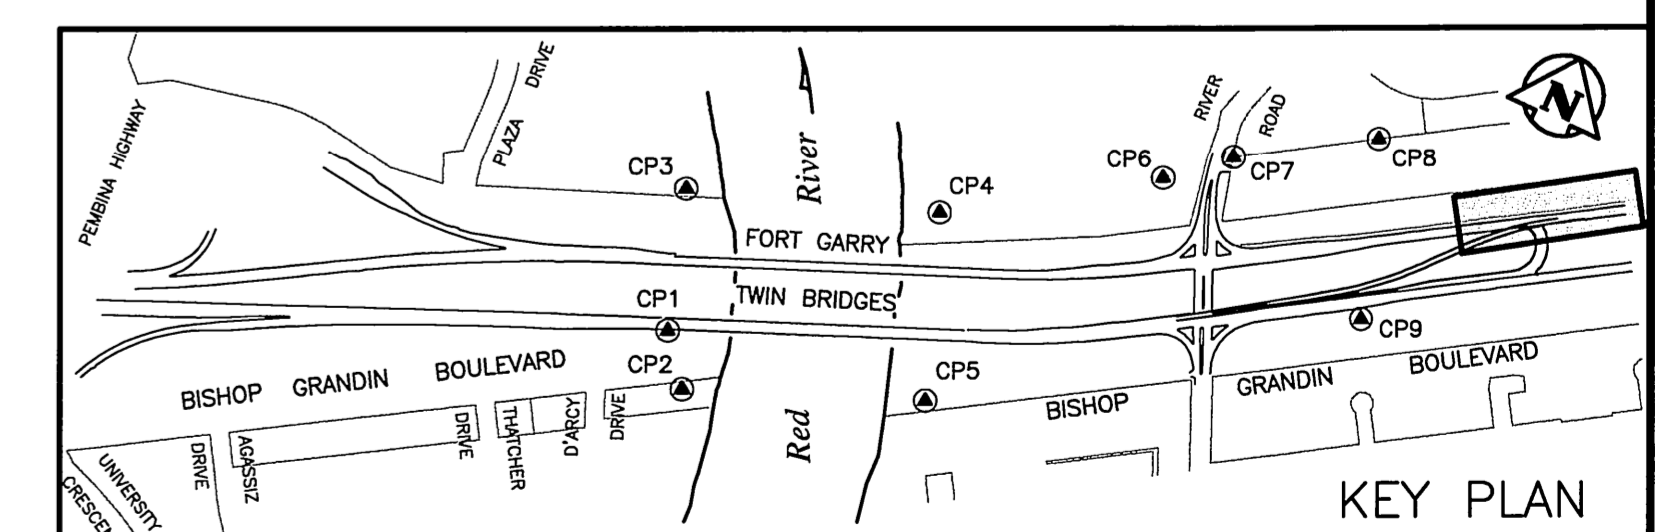 PEMBINA HIGHWAY
PLAZA DRIVE
CP3
River
CP4
CP6
RIVER ROAD
CP7
CP8
N
FORT GARRY
TWIN BRIDGES
CP1
CP2
CP5
CP9
BISHOP GRANDIN BOULEVARD
BISHOP GRANDIN BOULEVARD
Red
UNIVERSITY
AGASSIZ
DRIVE
THATCHER
DRIVE
D'ARCY
DRIVE
KEY PLAN